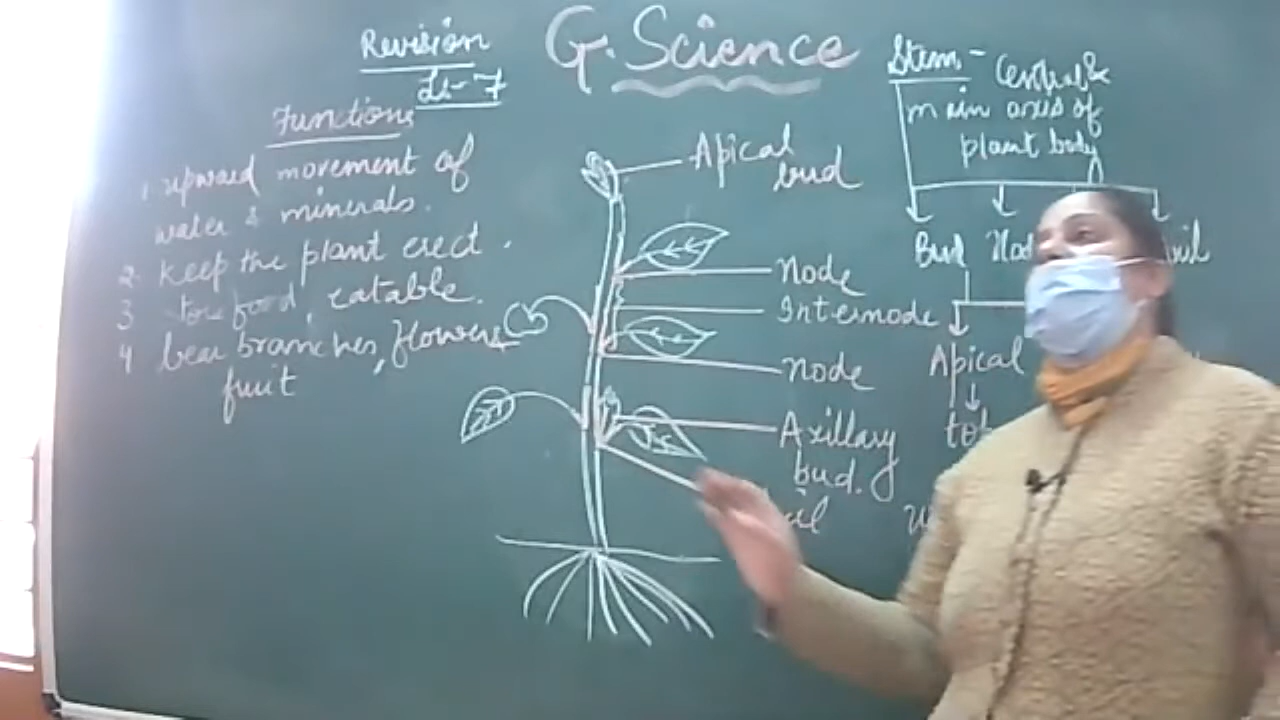 Revision
G. Science
L-7
Functions
1. upward movement of
water & minerals.
2. Keep the plant erect.
3 store food, eatable.
4 bear branches, flowers
fruit
Apical
bud
Node
Internode
Node
Axillary
bud.
Stem - Central &
main axis of
plant body
Bud
Apical